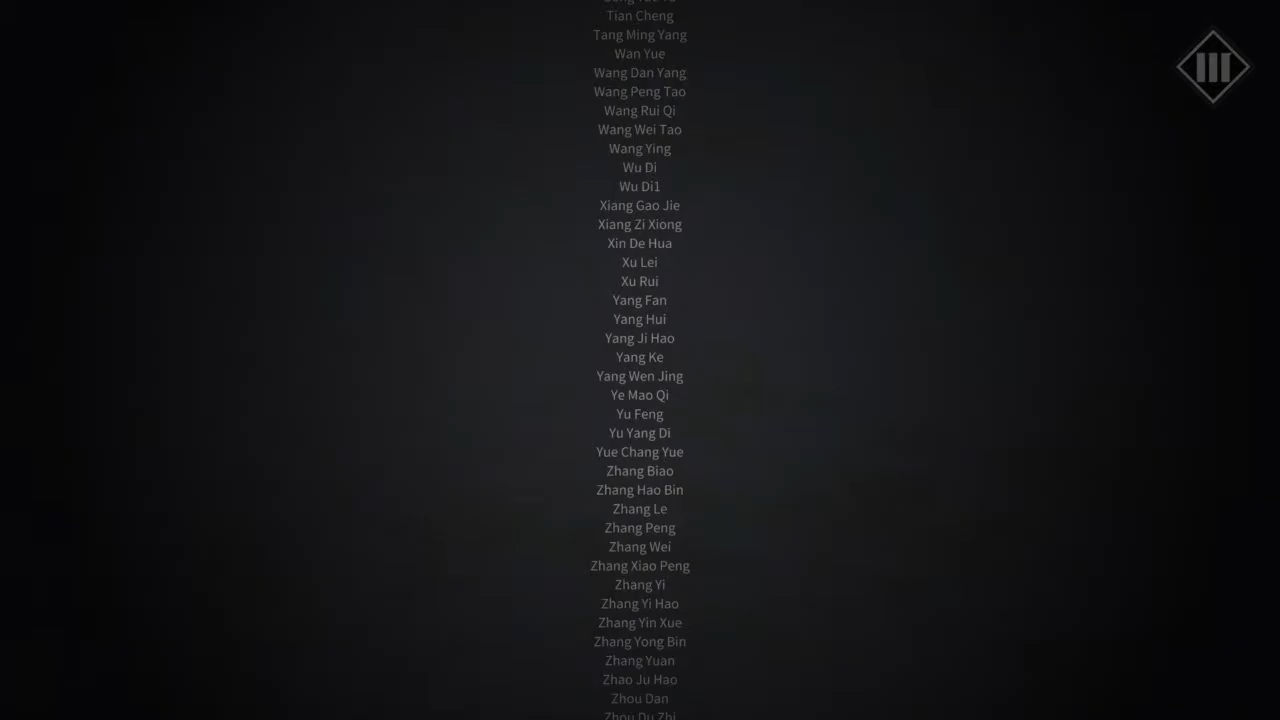 Tian Cheng
Tang Ming Yang
Wan Yue
Wang Dan Yang
Wang Peng Tao
Wang Rui Qi
Wang Wei Tao
Wang Ying
Wu Di
Wu Di1
Xiang Gao Jie
Xiang Zi Xiong
Xin De Hua
Xu Lei
Xu Rui
Yang Fan
Yang Hui
Yang Ji Hao
Yang Ke
Yang Wen Jing
Ye Mao Qi
Yu Feng
Yu Yang Di
Yue Chang Yue
Zhang Biao
Zhang Hao Bin
Zhang Le
Zhang Peng
Zhang Wei
Zhang Xiao Peng
Zhang Yi
Zhang Yi Hao
Zhang Yin Xue
Zhang Yong Bin
Zhang Yuan
Zhao Ju Hao
Zhou Dan
Zhou Du Zhi